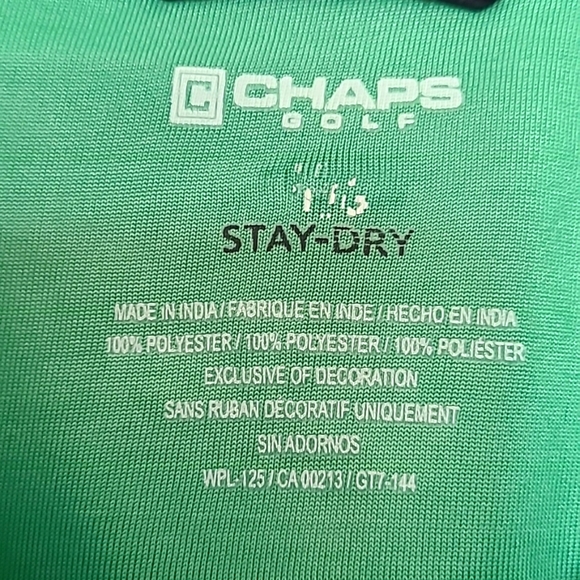 CHAPS
GOLF
STAY-DRY
MADE IN INDIA / FABRIQUE EN INDE / HECHO EN INDIA
100% POLYESTER / 100% POLYESTER / 100% POLIÉSTER
EXCLUSIVE OF DECORATION
SANS RUBAN DECORATIF UNIQUEMENT
SIN ADORNOS
WPL-125 / CA 00213 / GT7-144